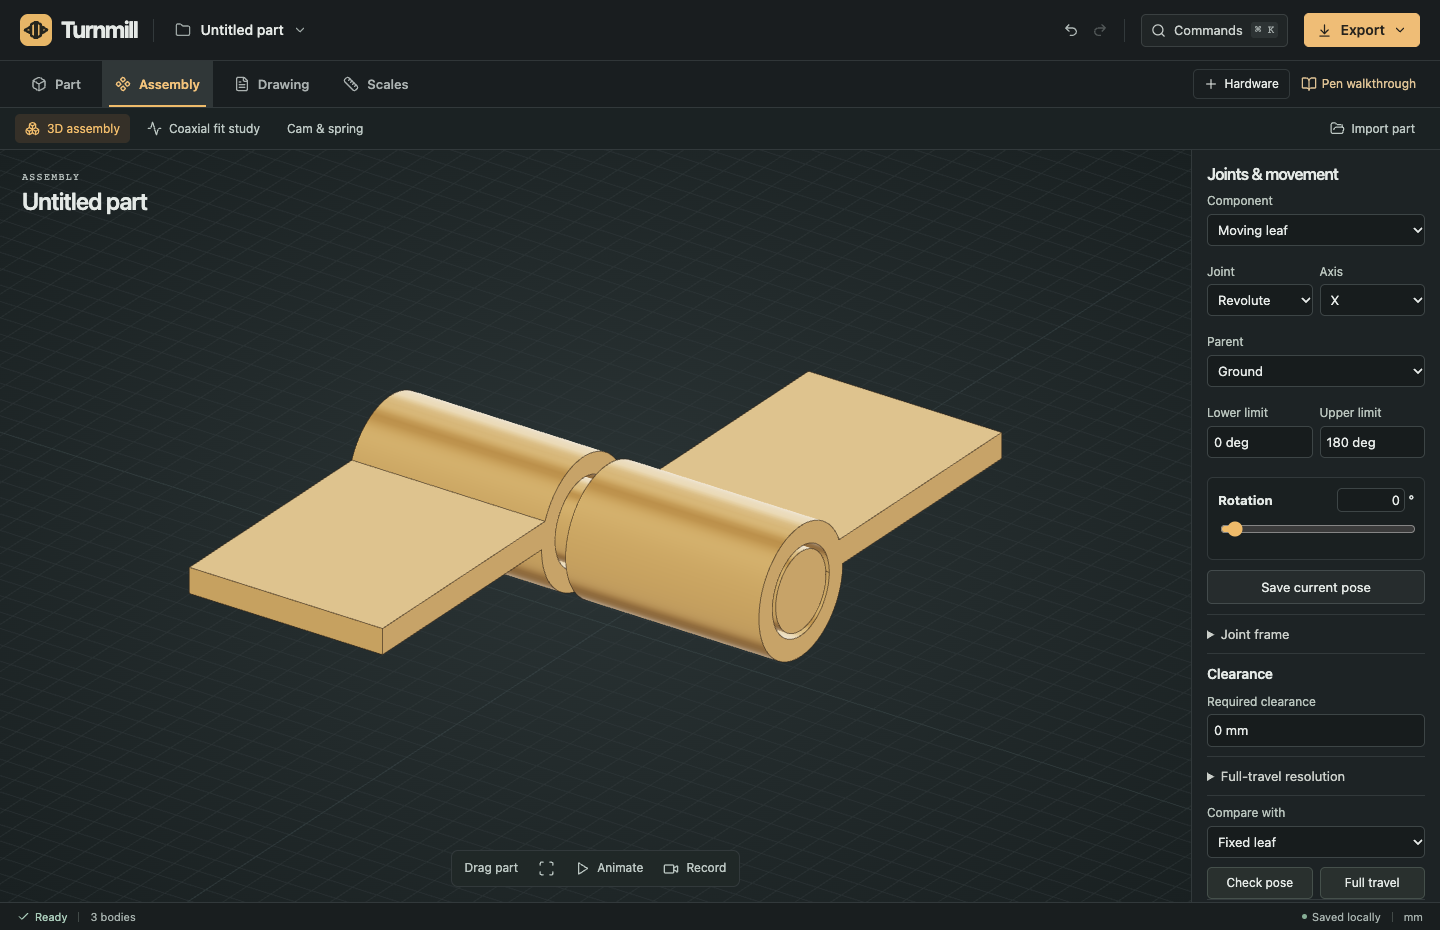 Turnmill
Untitled part
Commands ⌘ K
Export
Part
Assembly
Drawing
Scales
Hardware
Pen walkthrough
3D assembly
Coaxial fit study
Cam & spring
Import part
ASSEMBLY
Untitled part
Joints & movement
Component
Moving leaf
Joint Axis
Revolute X
Parent
Ground
Lower limit Upper limit
0 deg 180 deg
Rotation 0 °
Save current pose
Joint frame
Clearance
Required clearance
0 mm
Full-travel resolution
Compare with
Fixed leaf
Check pose Full travel
Drag part Animate Record
Ready 3 bodies
Saved locally mm